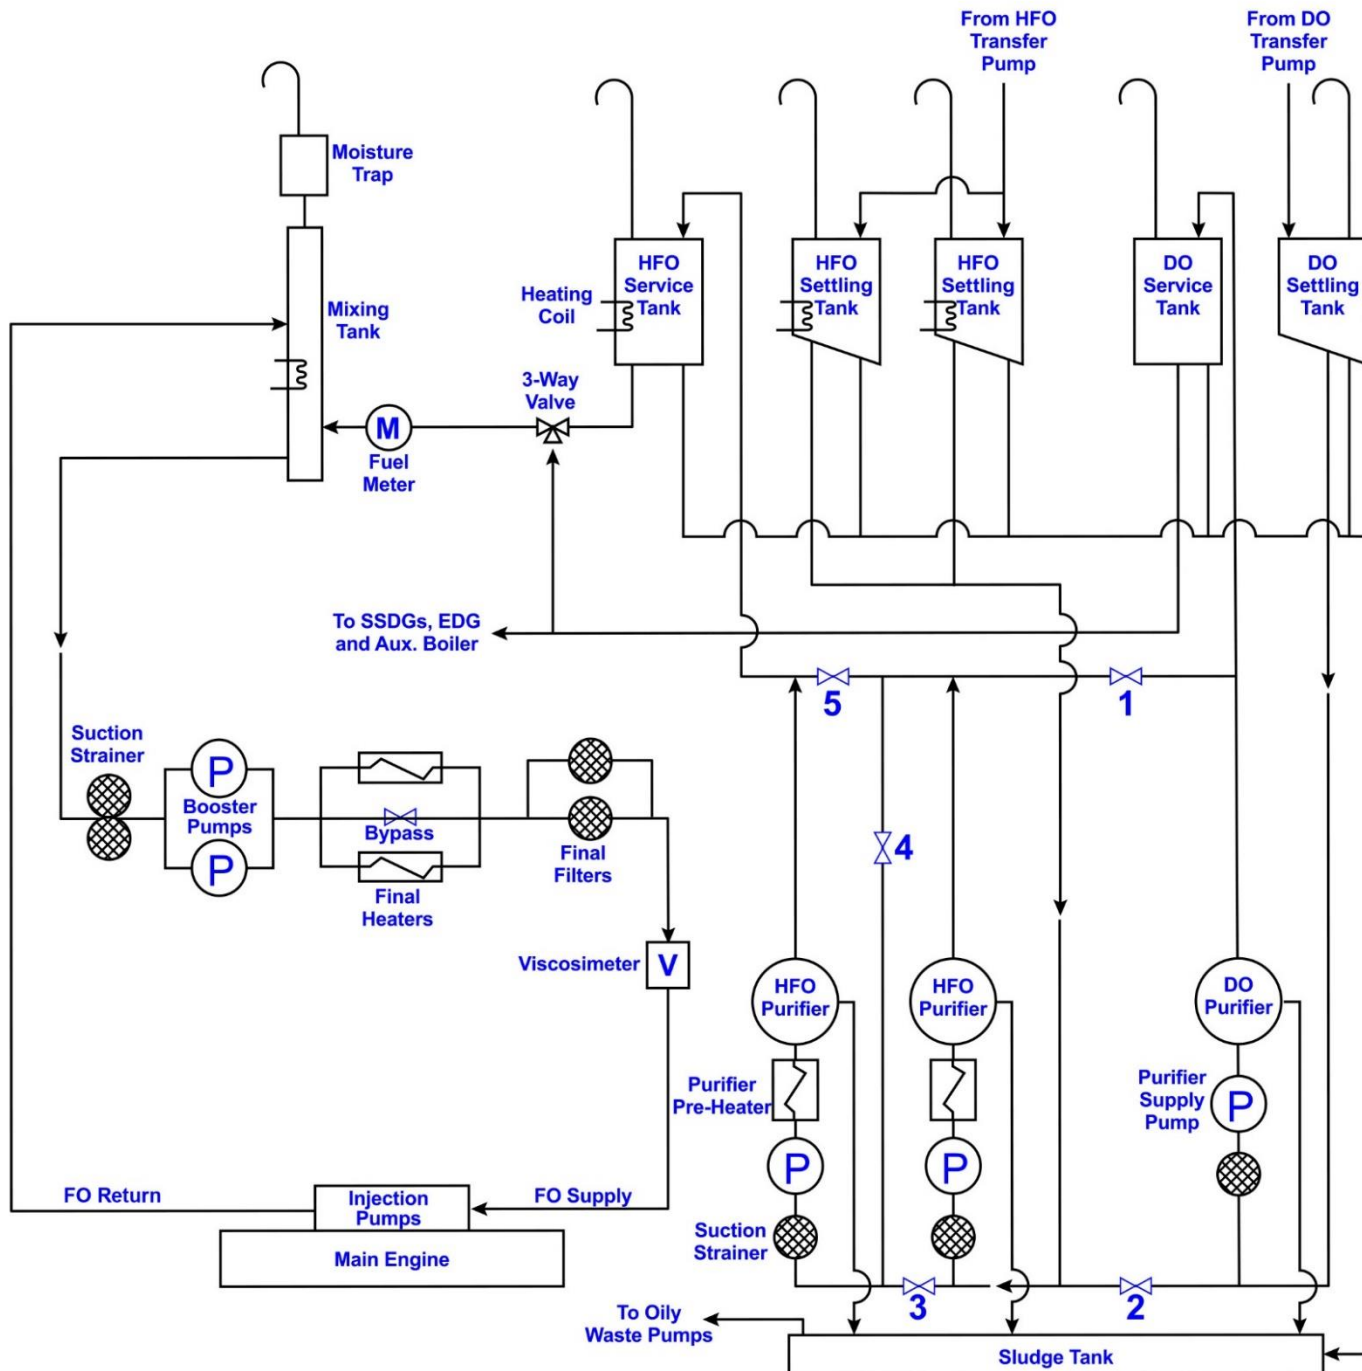 From HFO
Transfer
Pump
From DO
Transfer
Pump
Moisture
Trap
HFO
Service
Tank
HFO
Settling
Tank
HFO
Settling
Tank
DO
Service
Tank
DO
Settling
Tank
Heating
Coil
Mixing
Tank
3-Way
Valve
M
Fuel
Meter
To SSDGs, EDG
and Aux. Boiler
5
1
Suction
Strainer
P
Booster
Pumps
P
Bypass
Final
Heaters
Final
Filters
4
Viscosimeter
V
HFO
Purifier
HFO
Purifier
DO
Purifier
Purifier
Pre-Heater
Purifier
Supply
Pump
P
P
P
Suction
Strainer
FO Return
Injection
Pumps
FO Supply
Main Engine
3
2
To Oily
Waste Pumps
Sludge Tank